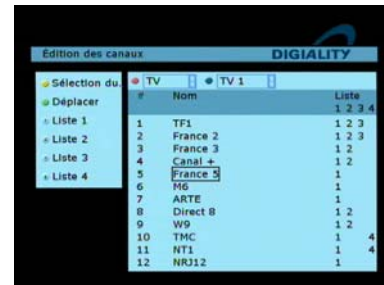 Édition des canaux
DIGIALITY
Sélection du.
Déplacer
Liste 1
Liste 2
Liste 3
Liste 4
TV
TV 1
# Nom Liste
1 2 3 4
1 TF1 1 2 3
2 France 2 1 2 3
3 France 3 1 2
4 Canal + 1 2
5 France 5 1
6 M6 1
7 ARTE 1
8 Direct 8 1 2
9 W9 1 2
10 TMC 1 4
11 NT1 1 4
12 NRJ12 1